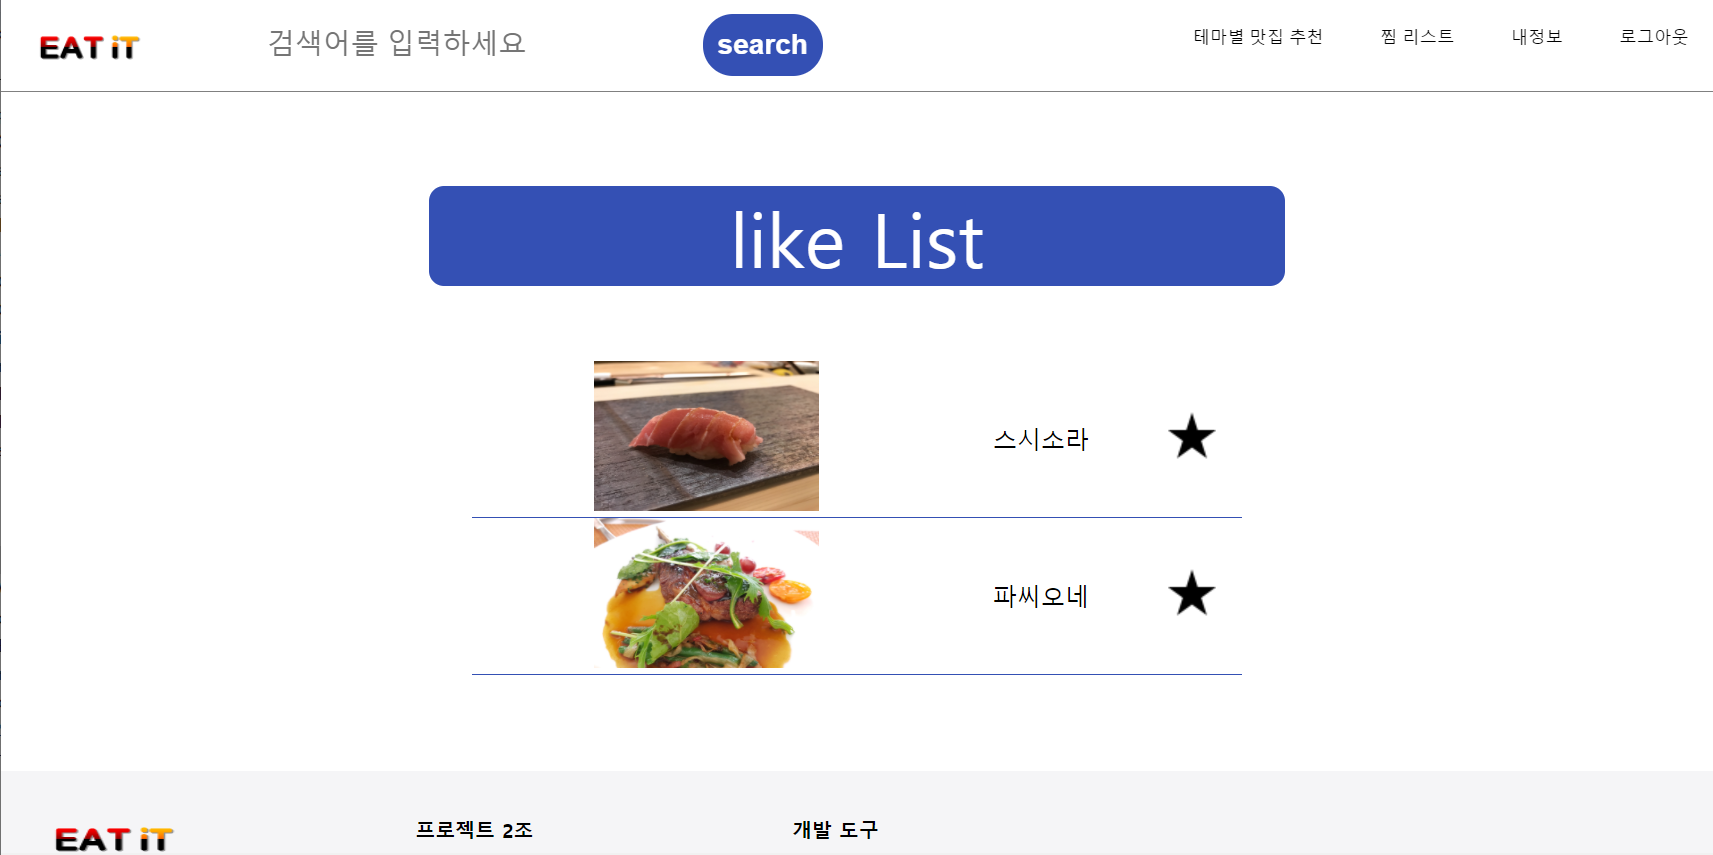 EAT iT
검색어를 입력하세요
search
테마별 맛집 추천
찜 리스트
내정보
로그아웃
like List
스시소라
파씨오네
EAT iT
프로젝트 2조
개발 도구